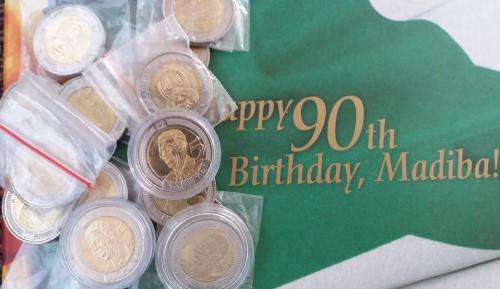 appy 90th
Birthday, Madiba!